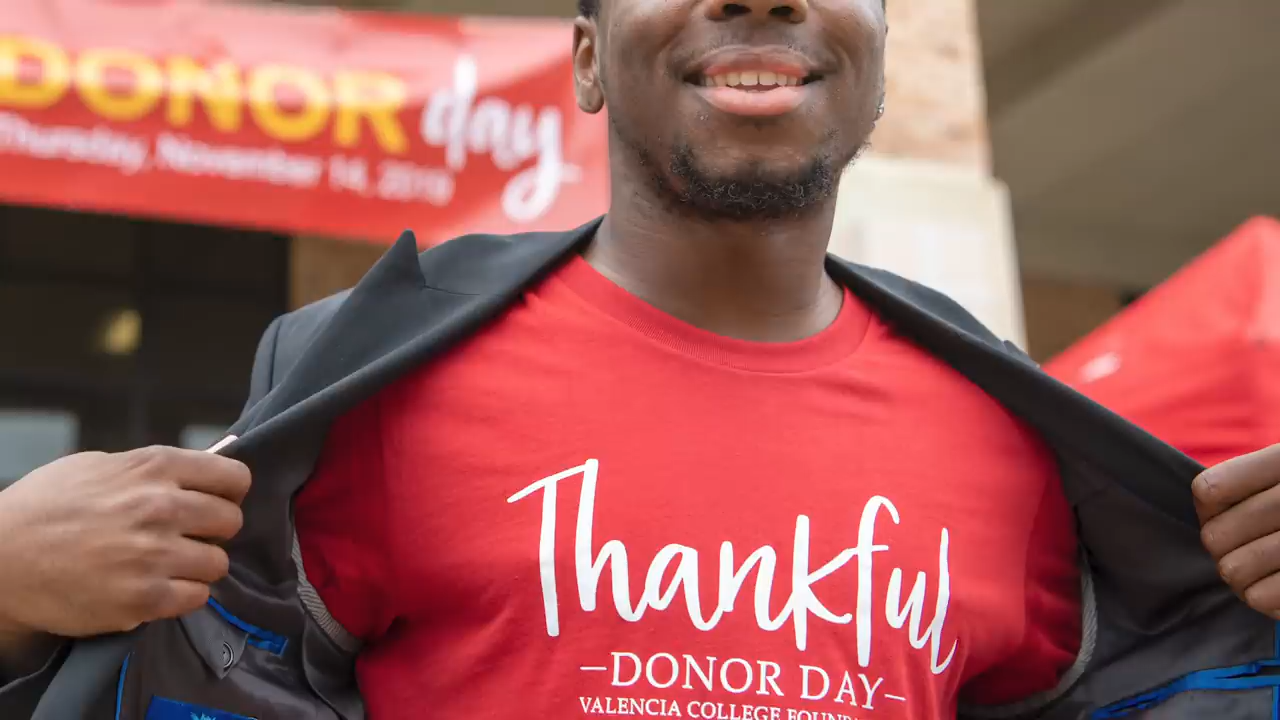 DONOR day
Thursday, November 14, 2019
Thankful
–DONOR DAY–
VALENCIA COLLEGE